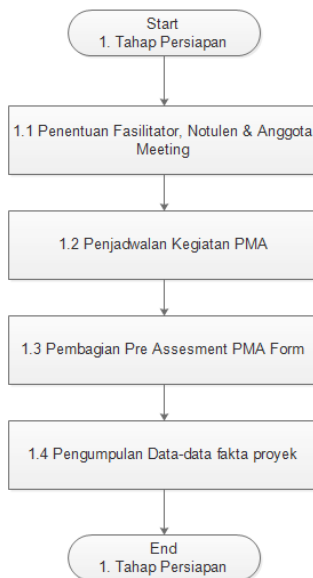 Start
1. Tahap Persiapan
1.1 Penentuan Fasilitator, Notulen & Anggota
Meeting
1.2 Penjadwalan Kegiatan PMA
1.3 Pembagian Pre Assesment PMA Form
1.4 Pengumpulan Data-data fakta proyek
End
1. Tahap Persiapan